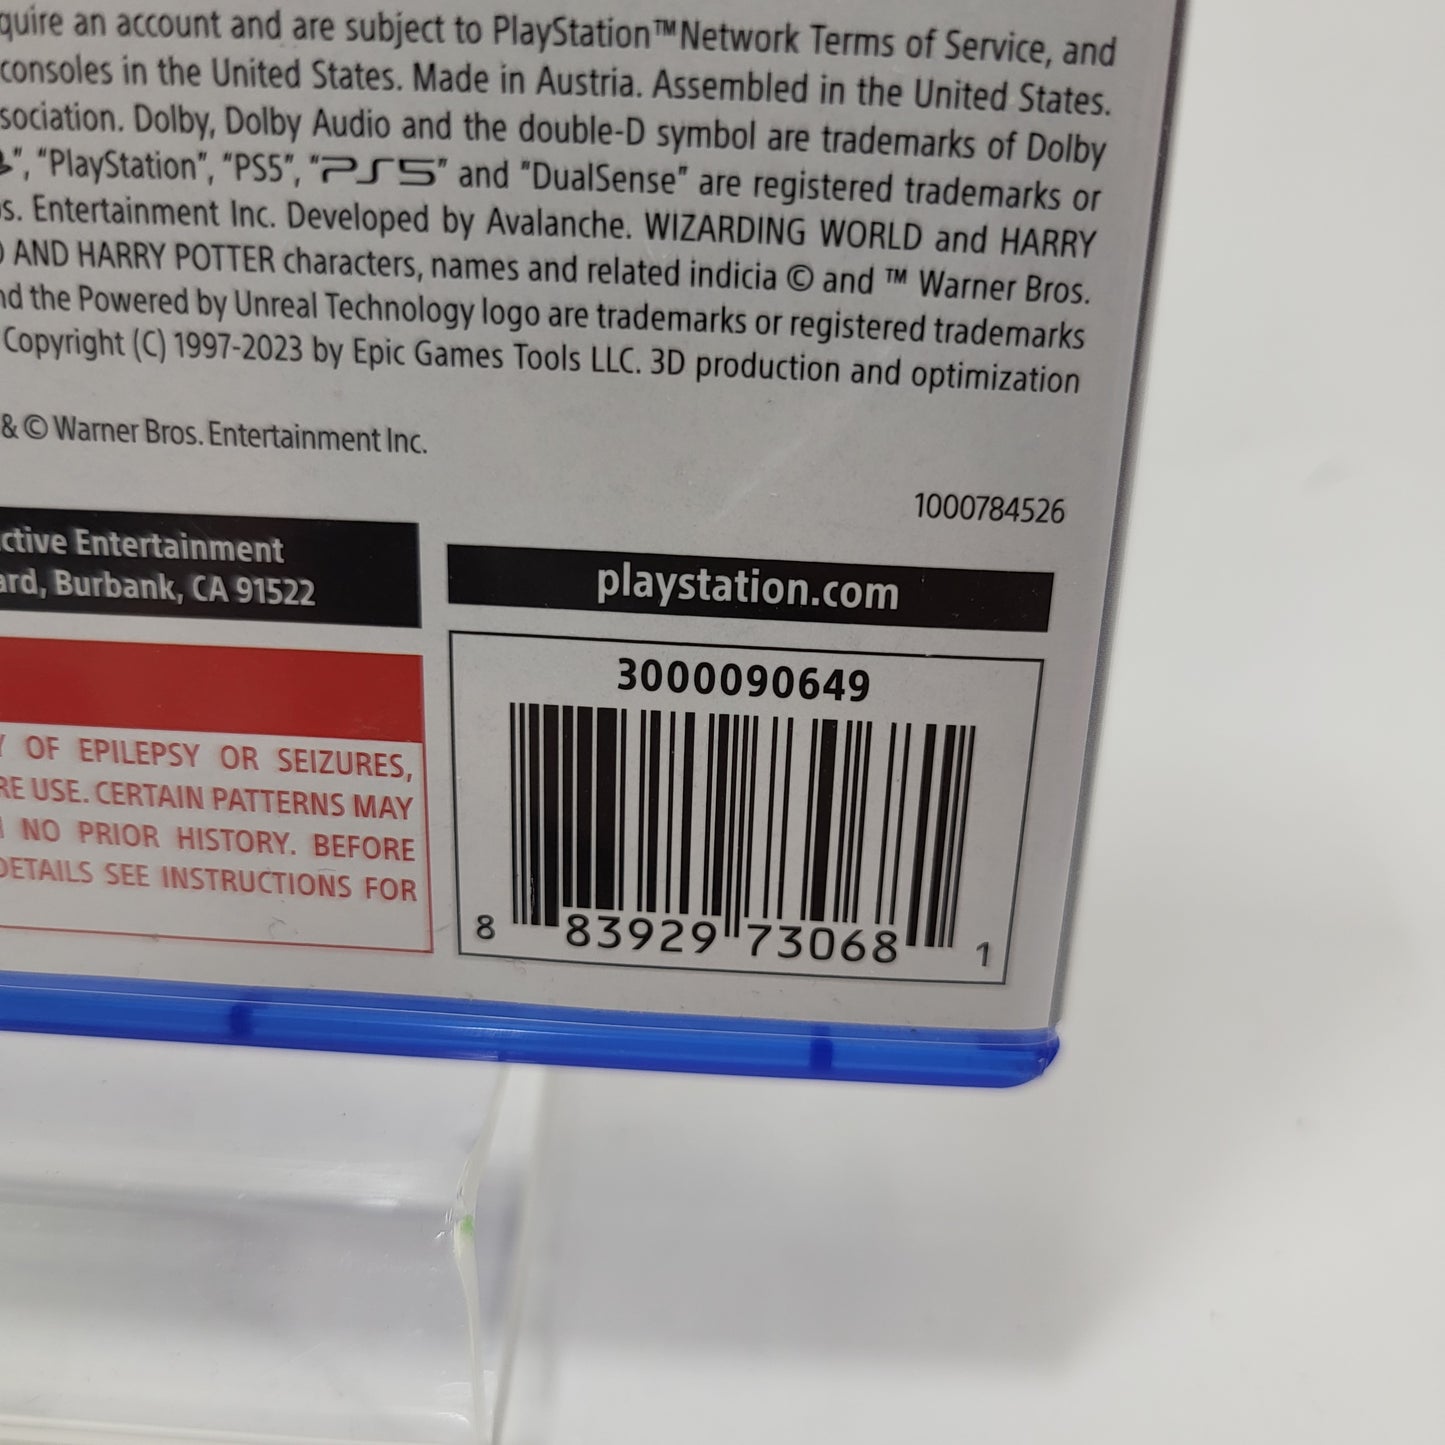 quire an account and are subject to PlayStation™Network Terms of Service, and
consoles in the United States. Made in Austria. Assembled in the United States.
sociation. Dolby, Dolby Audio and the double-D symbol are trademarks of Dolby
", "PlayStation", "PS5", "PS5" and "DualSense" are registered trademarks or
s. Entertainment Inc. Developed by Avalanche. WIZARDING WORLD and HARRY
AND HARRY POTTER characters, names and related indicia © and ™ Warner Bros.
nd the Powered by Unreal Technology logo are trademarks or registered trademarks
Copyright (C) 1997-2023 by Epic Games Tools LLC. 3D production and optimization
& © Warner Bros. Entertainment Inc.
1000784526
ctive Entertainment
ard, Burbank, CA 91522
playstation.com
3000090649
Y OF EPILEPSY OR SEIZURES,
RE USE. CERTAIN PATTERNS MAY
NO PRIOR HISTORY. BEFORE
DETAILS SEE INSTRUCTIONS FOR
8 83929 73068 1